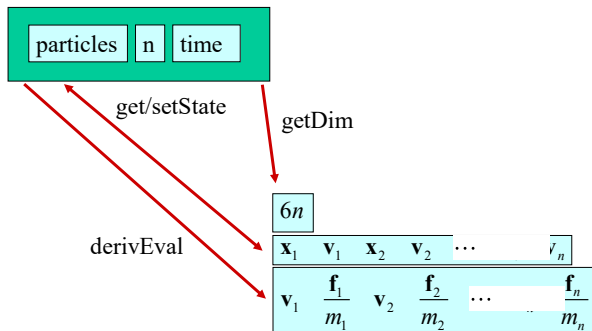 particles n time
get/setState
getDim
6n
derivEval
x₁ v₁ x₂ v₂ ⋯
v₁ f₁/m₁ v₂ f₂/m₂ ⋯ fₙ/mₙ